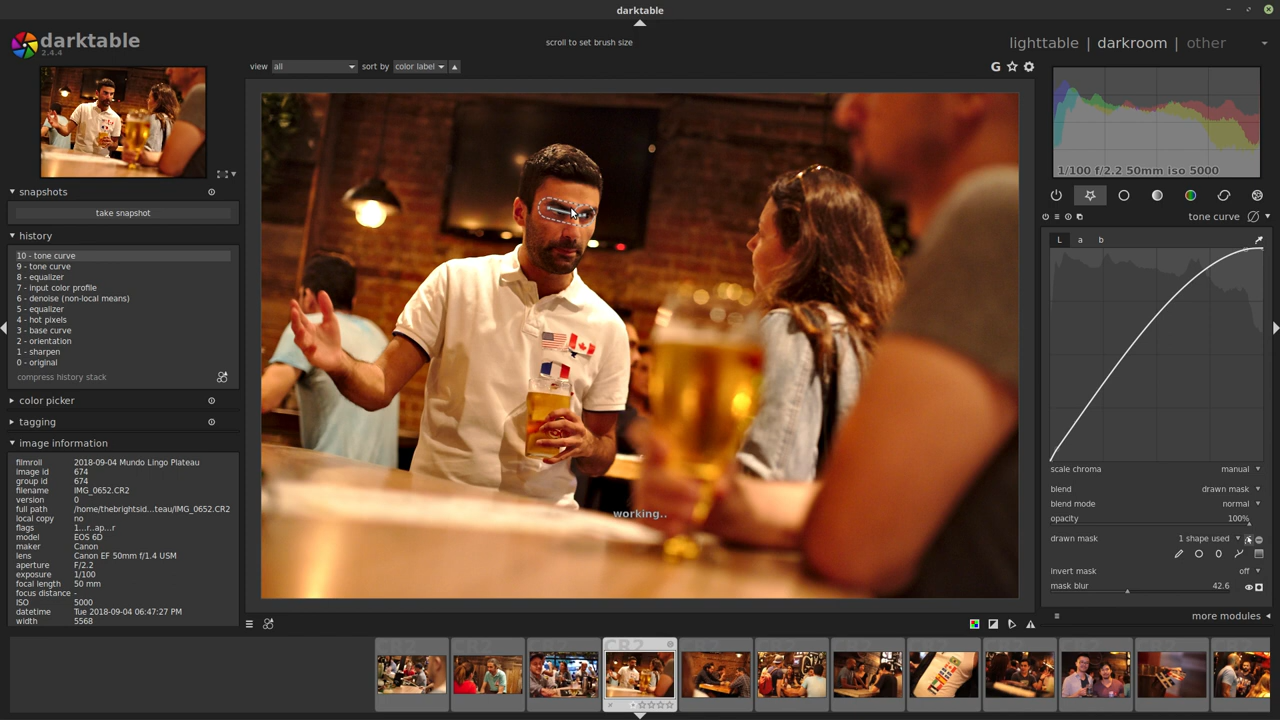 darktable
darktable
2.4.4
scroll to set brush size
lighttable | darkroom | other
view all sort by color label
G
1/100 f/2.2 50mm iso 5000
snapshots
take snapshot
history
10 - tone curve
9 - tone curve
8 - equalizer
7 - input color profile
6 - denoise (non-local means)
5 - equalizer
4 - hot pixels
3 - base curve
2 - orientation
1 - sharpen
0 - original
compress history stack
color picker
tagging
image information
filmroll 2018-09-04 Mundo Lingo Plateau
image id 674
group id 674
filename IMG_0652.CR2
version 0
full path /home/thebrightsid...teau/IMG_0652.CR2
local copy no
flags 1...r..ap...r
model EOS 6D
maker Canon
lens Canon EF 50mm f/1.4 USM
aperture F/2.2
exposure 1/100
focal length 50 mm
focus distance -
ISO 5000
datetime Tue 2018-09-04 06:47:27 PM
width 5568
working..
tone curve
L a b
scale chroma manual
blend drawn mask
blend mode normal
opacity 100%
drawn mask 1 shape used
invert mask off
mask blur 42.6
more modules
CR2